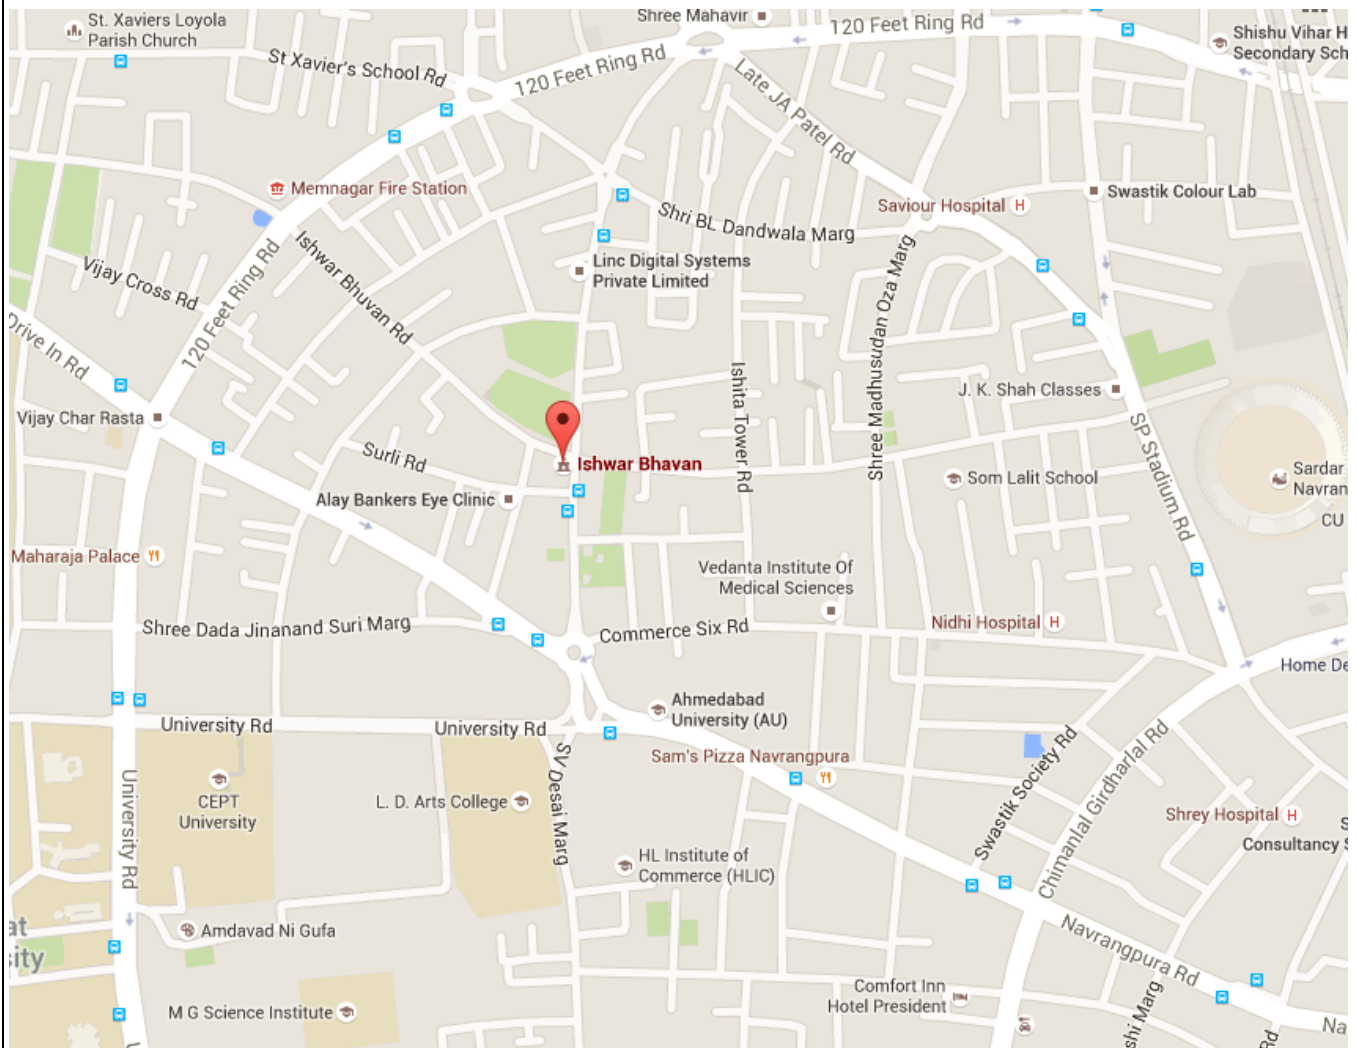 St. Xaviers Loyola
Parish Church
Shree Mahavir
120 Feet Ring Rd
Shishu Vihar H
Secondary Sch
St Xavier's School Rd
120 Feet Ring Rd
Late JA Patel Rd
Memnagar Fire Station
Swastik Colour Lab
Saviour Hospital
H
Shri BL Dandwala Marg
Vijay Cross Rd
Ishwar Bhuvan Rd
120 Feet Ring Rd
Linc Digital Systems
Private Limited
Shree Madhusudan Oza Marg
Drive In Rd
Ishita Tower Rd
J. K. Shah Classes
Vijay Char Rasta
SP Stadium Rd
Surli Rd
Ishwar Bhavan
Som Lalit School
Sardar
Navran
Alay Bankers Eye Clinic
CU
Maharaja Palace
Vedanta Institute Of
Medical Sciences
Shree Dada Jinanand Suri Marg
Commerce Six Rd
Nidhi Hospital
H
Home De
Ahmedabad
University (AU)
University Rd
University Rd
Sam's Pizza Navrangpura
SV Desai Marg
Swastik Society Rd
Chimanlal Girdharlal Rd
University Rd
CEPT
University
L. D. Arts College
Shrey Hospital
H
S
Consultancy S
HL Institute of
Commerce (HLIC)
at
sity
Amdavad Ni Gufa
Navrangpura Rd
Comfort Inn
Hotel President
M G Science Institute
shi Marg
Rd
Na
U